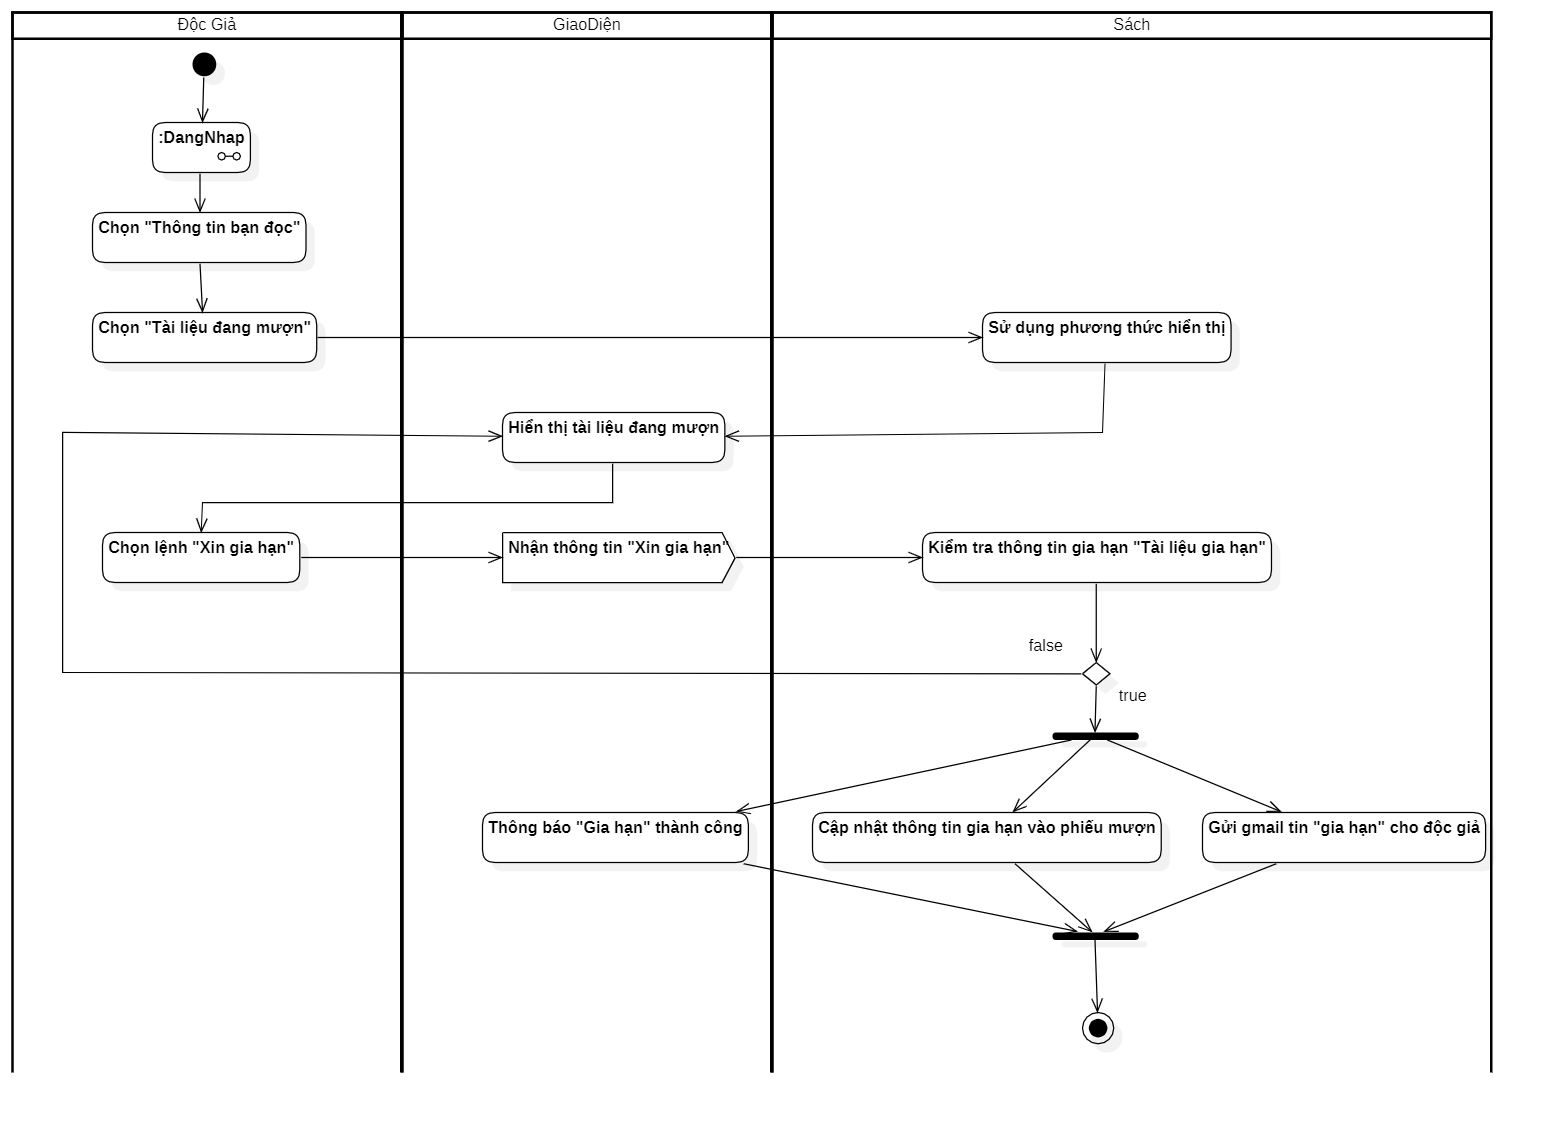 Độc Giả
GiaoDiện
Sách
:DangNhap
Chọn "Thông tin bạn đọc"
Chọn "Tài liệu đang mượn"
Sử dụng phương thức hiển thị
Hiển thị tài liệu đang mượn
Chọn lệnh "Xin gia hạn"
Nhận thông tin "Xin gia hạn"
Kiểm tra thông tin gia hạn "Tài liệu gia hạn"
false
true
Thông báo "Gia hạn" thành công
Cập nhật thông tin gia hạn vào phiếu mượn
Gửi gmail tin "gia hạn" cho độc giả